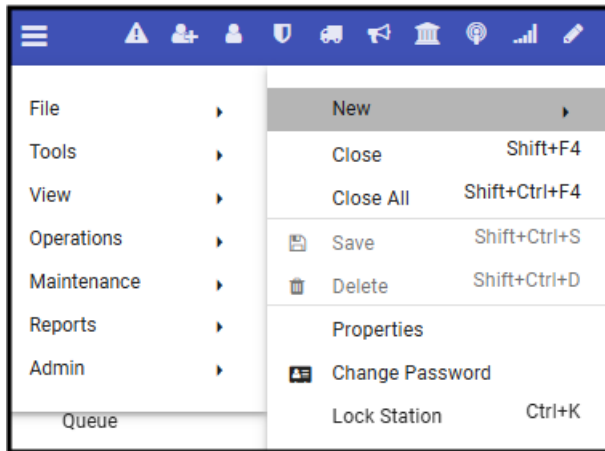 File
Tools
View
Operations
Maintenance
Reports
Admin
Queue
New
Close Shift+F4
Close All Shift+Ctrl+F4
Save Shift+Ctrl+S
Delete Shift+Ctrl+D
Properties
Change Password
Lock Station Ctrl+K